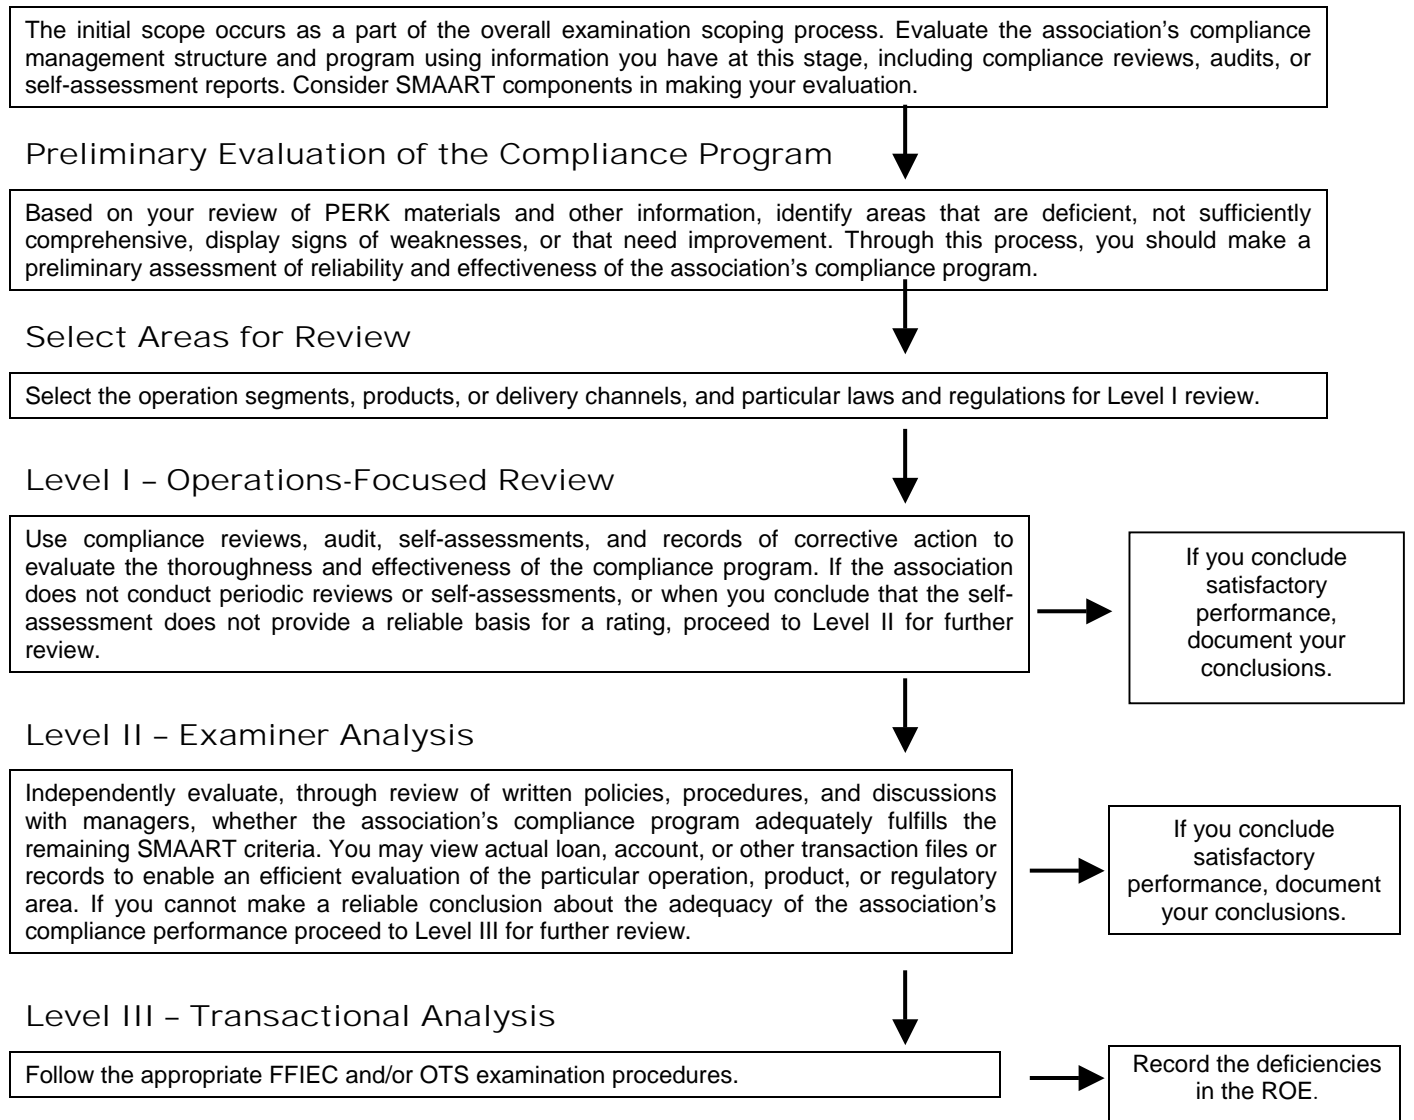 The initial scope occurs as a part of the overall examination scoping process. Evaluate the association’s compliance
management structure and program using information you have at this stage, including compliance reviews, audits, or
self-assessment reports. Consider SMAART components in making your evaluation.
Preliminary Evaluation of the Compliance Program
Based on your review of PERK materials and other information, identify areas that are deficient, not sufficiently
comprehensive, display signs of weaknesses, or that need improvement. Through this process, you should make a
preliminary assessment of reliability and effectiveness of the association’s compliance program.
Select Areas for Review
Select the operation segments, products, or delivery channels, and particular laws and regulations for Level I review.
Level I – Operations-Focused Review
Use compliance reviews, audit, self-assessments, and records of corrective action to
evaluate the thoroughness and effectiveness of the compliance program. If the association
does not conduct periodic reviews or self-assessments, or when you conclude that the self-
assessment does not provide a reliable basis for a rating, proceed to Level II for further
review.
If you conclude
satisfactory
performance,
document your
conclusions.
Level II – Examiner Analysis
Independently evaluate, through review of written policies, procedures, and discussions
with managers, whether the association’s compliance program adequately fulfills the
remaining SMAART criteria. You may view actual loan, account, or other transaction files or
records to enable an efficient evaluation of the particular operation, product, or regulatory
area. If you cannot make a reliable conclusion about the adequacy of the association’s
compliance performance proceed to Level III for further review.
If you conclude
satisfactory
performance, document
your conclusions.
Level III – Transactional Analysis
Follow the appropriate FFIEC and/or OTS examination procedures.
Record the deficiencies
in the ROE.